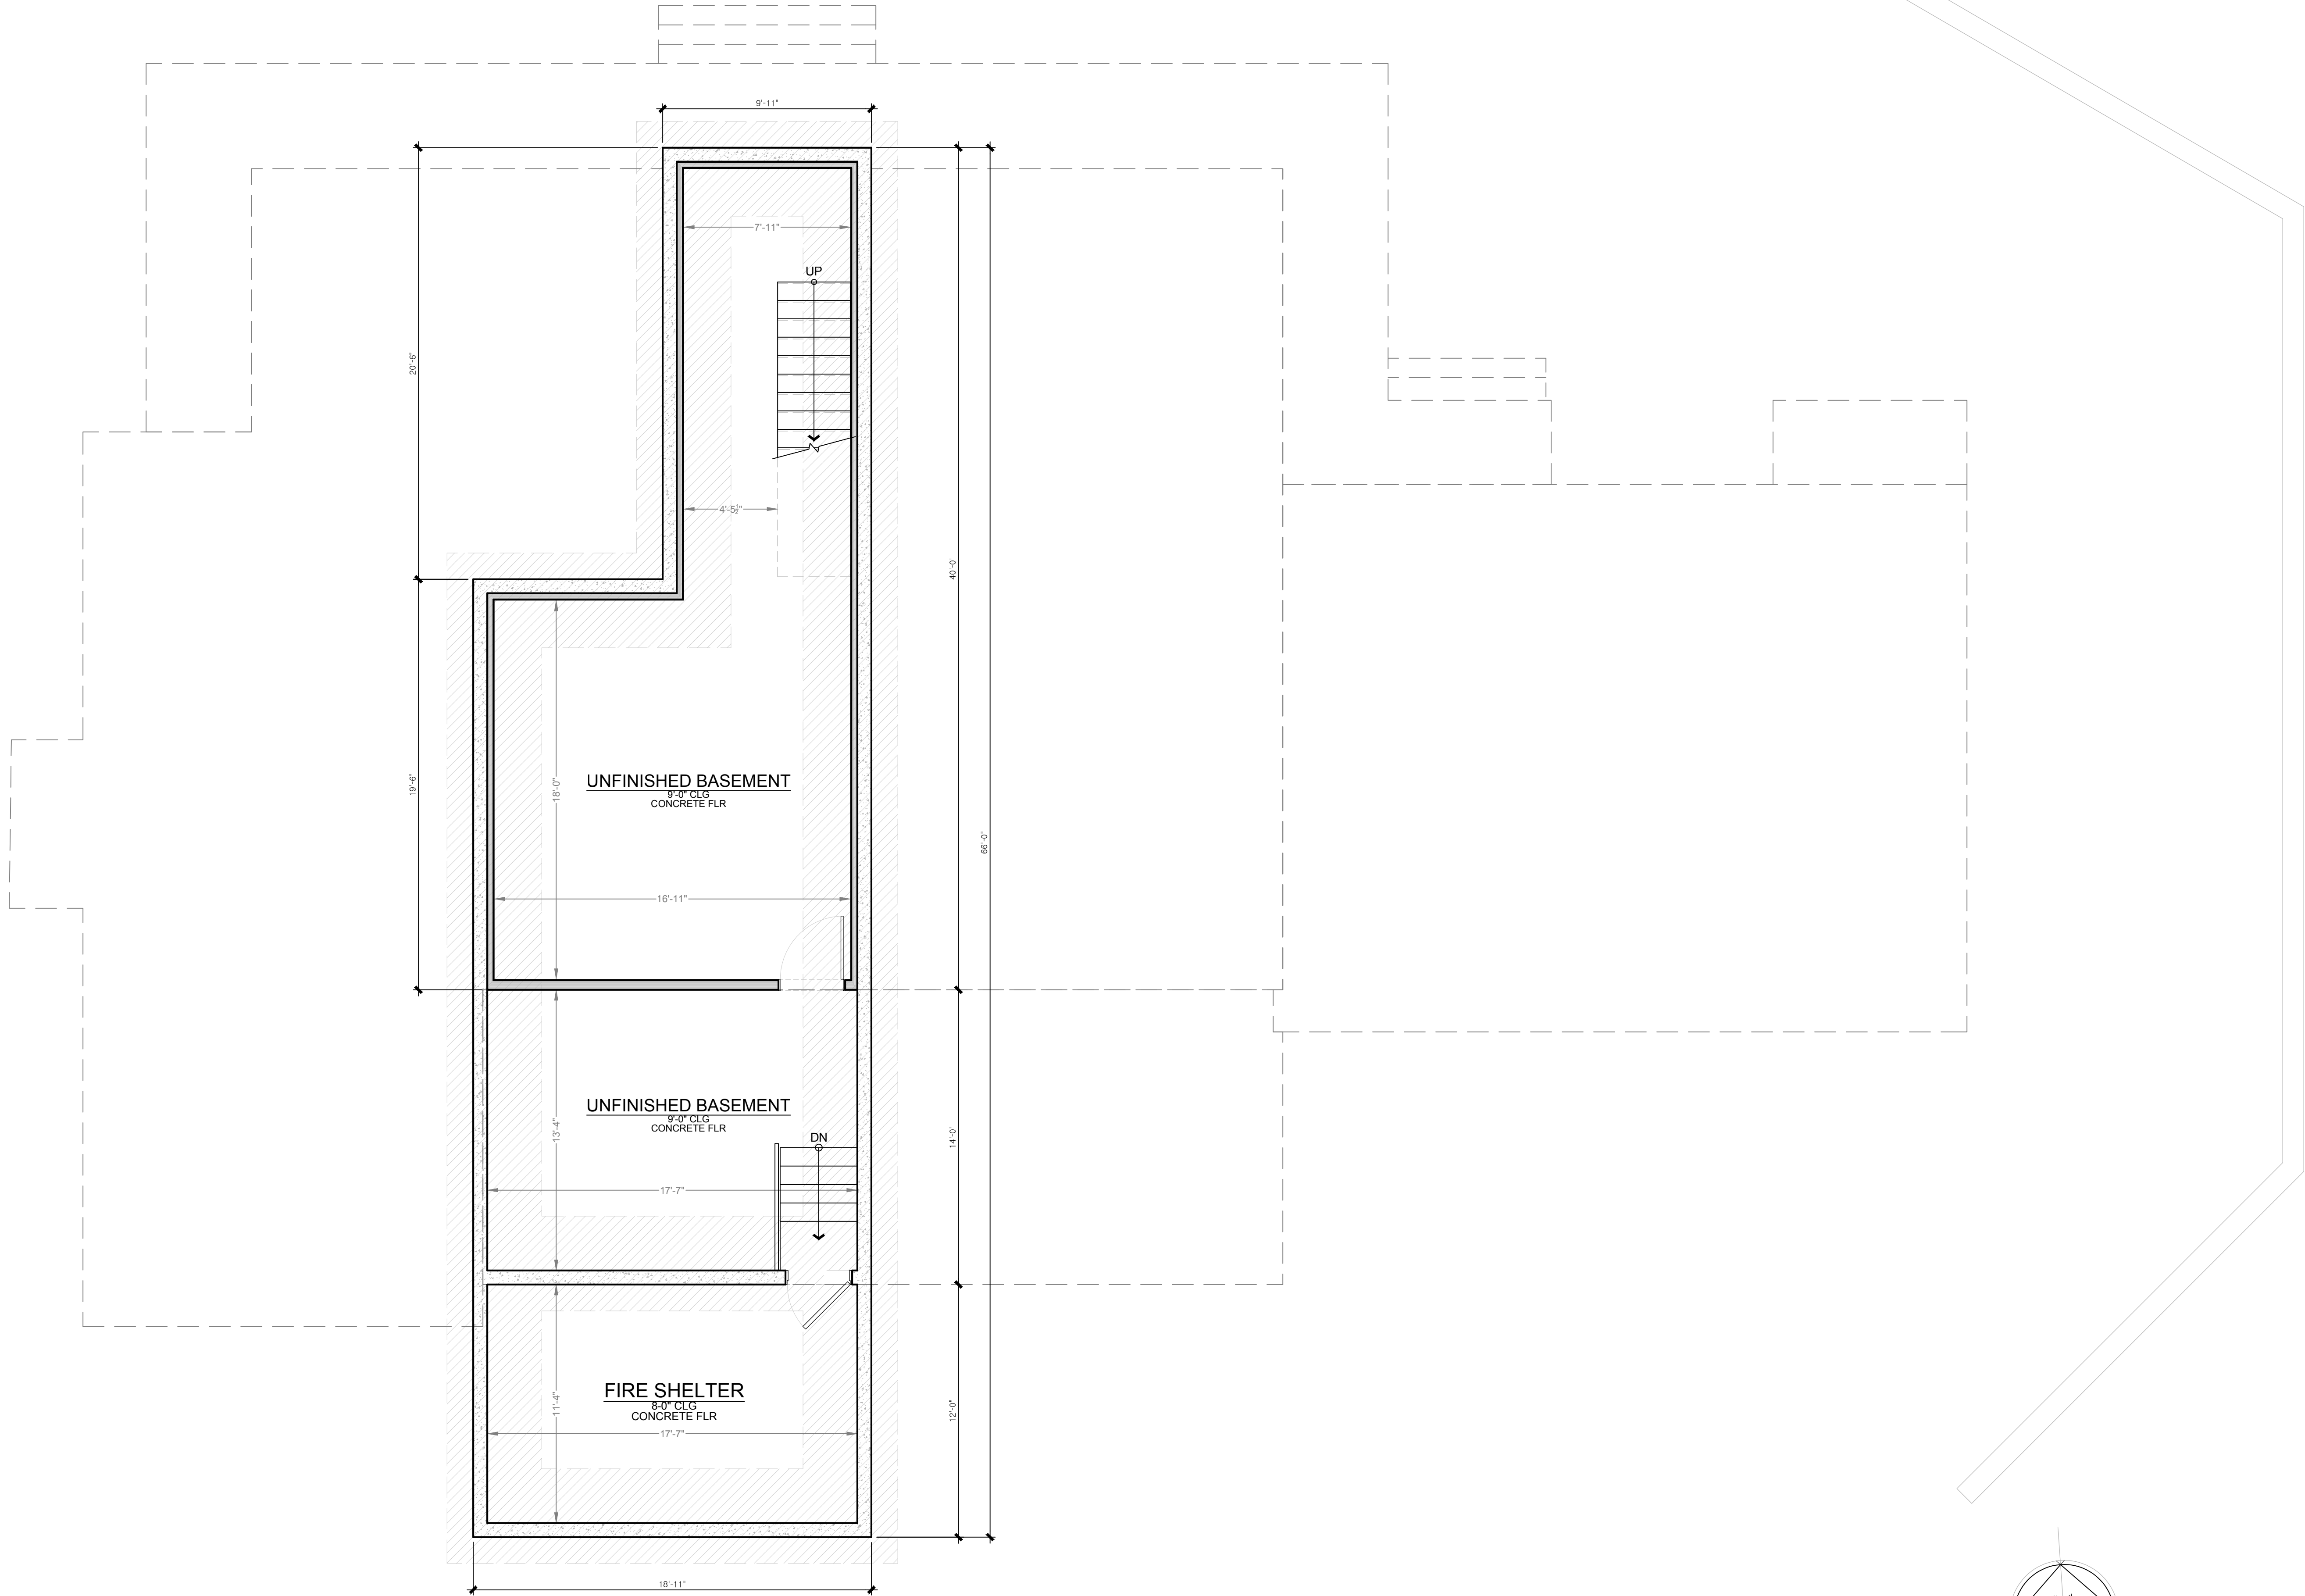 9'-11"
7'-11"
UP
20'-6"
4'-5½"
40'-0"
UNFINISHED BASEMENT
9'-0" CLG
CONCRETE FLR
18'-0"
19'-6"
66'-0"
16'-11"
UNFINISHED BASEMENT
9'-0" CLG
CONCRETE FLR
13'-4"
DN
14'-0"
17'-7"
FIRE SHELTER
8-0" CLG
CONCRETE FLR
11'-4"
12'-0"
17'-7"
18'-11"